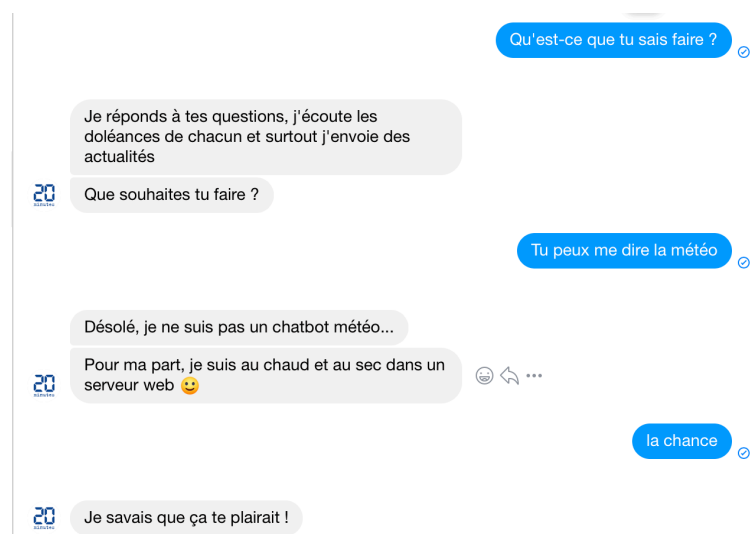 Qu'est-ce que tu sais faire ?
Je réponds à tes questions, j'écoute les
doléances de chacun et surtout j'envoie des
actualités
20
minutes
Que souhaites tu faire ?
Tu peux me dire la météo
Désolé, je ne suis pas un chatbot météo...
Pour ma part, je suis au chaud et au sec dans un
serveur web 🙂
20
minutes
la chance
20
minutes
Je savais que ça te plairait !